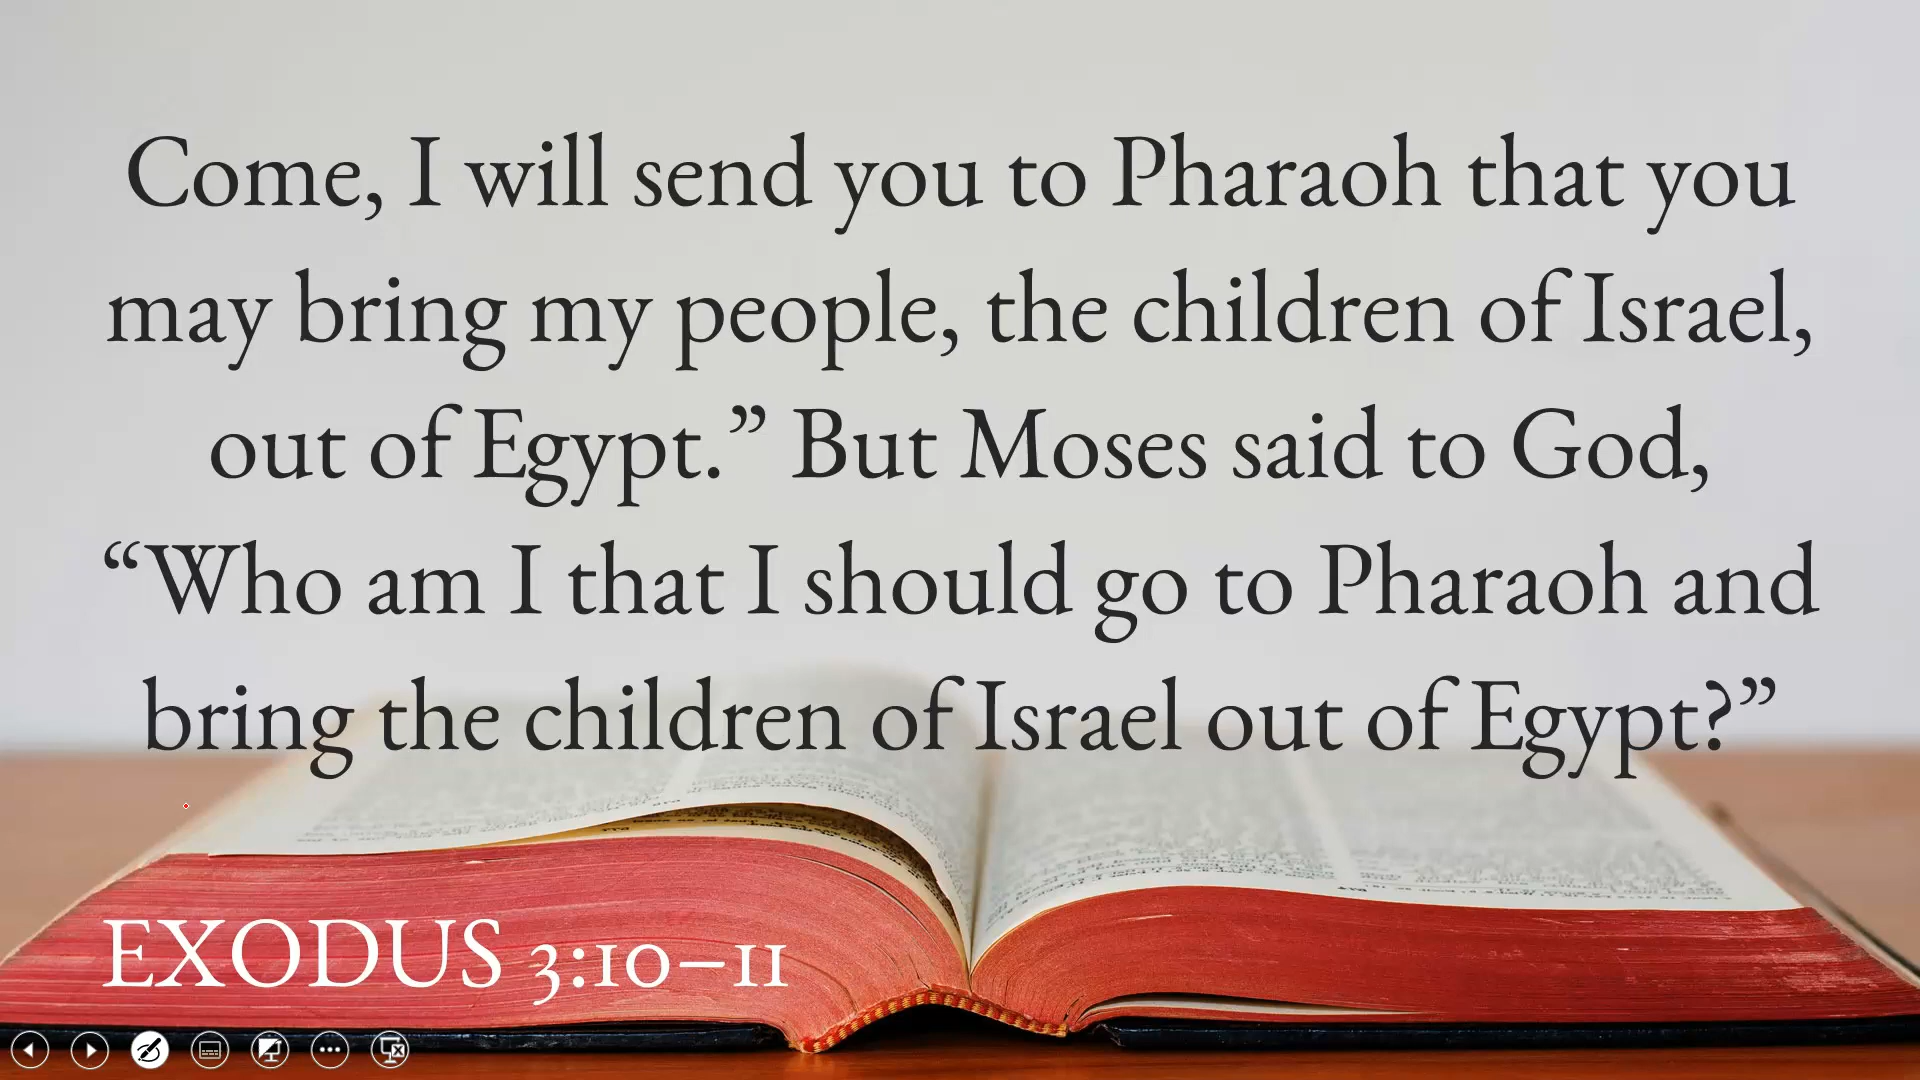 Come, I will send you to Pharaoh that you
may bring my people, the children of Israel,
out of Egypt.” But Moses said to God,
“Who am I that I should go to Pharaoh and
bring the children of Israel out of Egypt?”
EXODUS 3:10–11